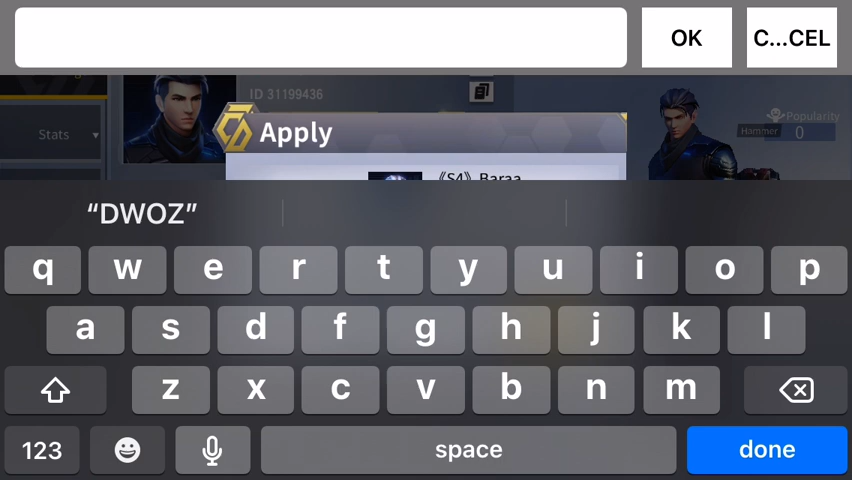 OK
C...CEL
ID 31199436
Stats
Apply
《S4》Baraa
Popularity
Hammer
0
“DWOZ”
q w e r t y u i o p
a s d f g h j k l
z x c v b n m
123 space done